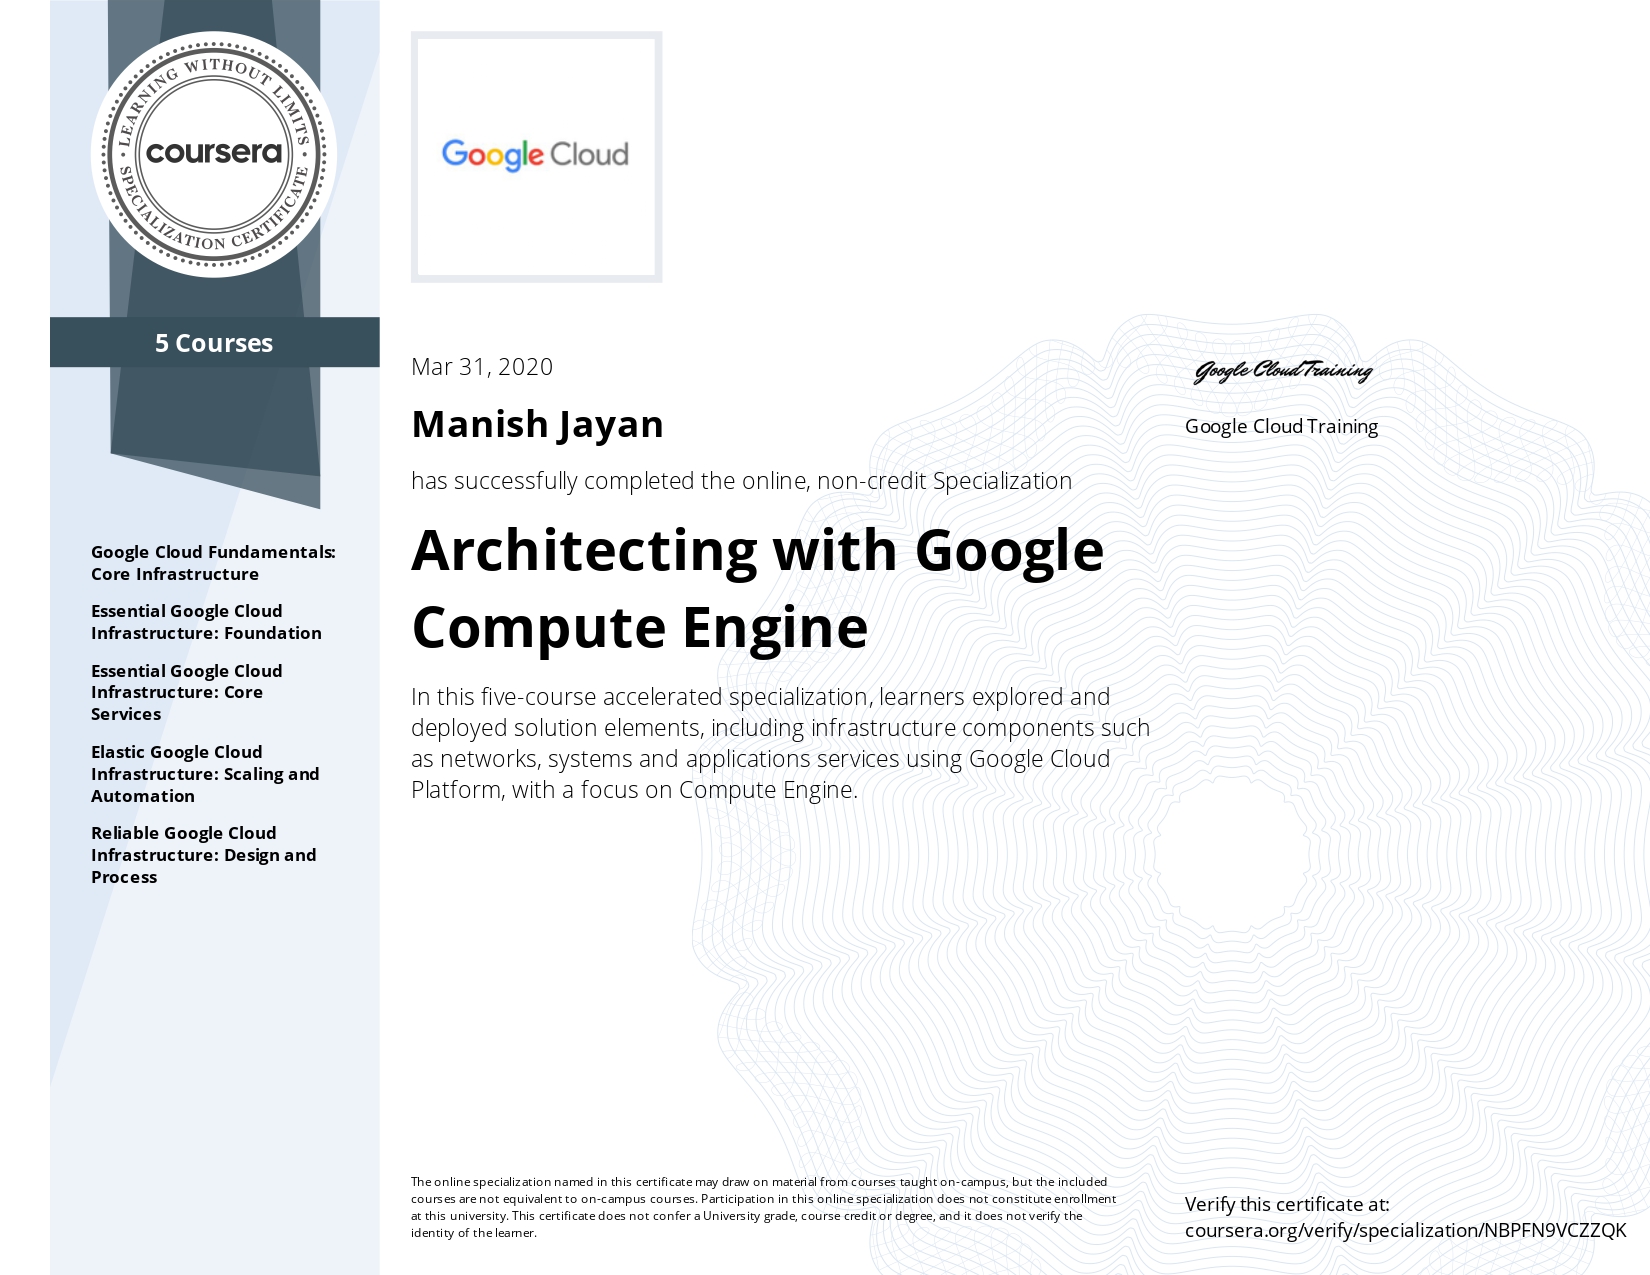 LEARNING WITHOUT LIMITS
coursera
SPECIALIZATION CERTIFICATE
5 Courses
Google Cloud Fundamentals:
Core Infrastructure
Essential Google Cloud
Infrastructure: Foundation
Essential Google Cloud
Infrastructure: Core
Services
Elastic Google Cloud
Infrastructure: Scaling and
Automation
Reliable Google Cloud
Infrastructure: Design and
Process
Google Cloud
Mar 31, 2020
Manish Jayan
has successfully completed the online, non-credit Specialization
Architecting with Google
Compute Engine
In this five-course accelerated specialization, learners explored and
deployed solution elements, including infrastructure components such
as networks, systems and applications services using Google Cloud
Platform, with a focus on Compute Engine.
Google Cloud Training
Google Cloud Training
The online specialization named in this certificate may draw on material from courses taught on-campus, but the included
courses are not equivalent to on-campus courses. Participation in this online specialization does not constitute enrollment
at this university. This certificate does not confer a University grade, course credit or degree, and it does not verify the
identity of the learner.
Verify this certificate at:
coursera.org/verify/specialization/NBPFN9VCZZQK